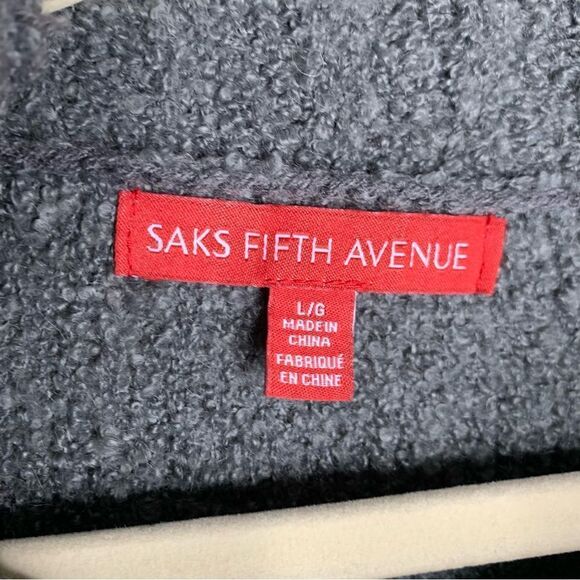 SAKS FIFTH AVENUE
L/G
MADE IN
CHINA
FABRIQUÉ
EN CHINE